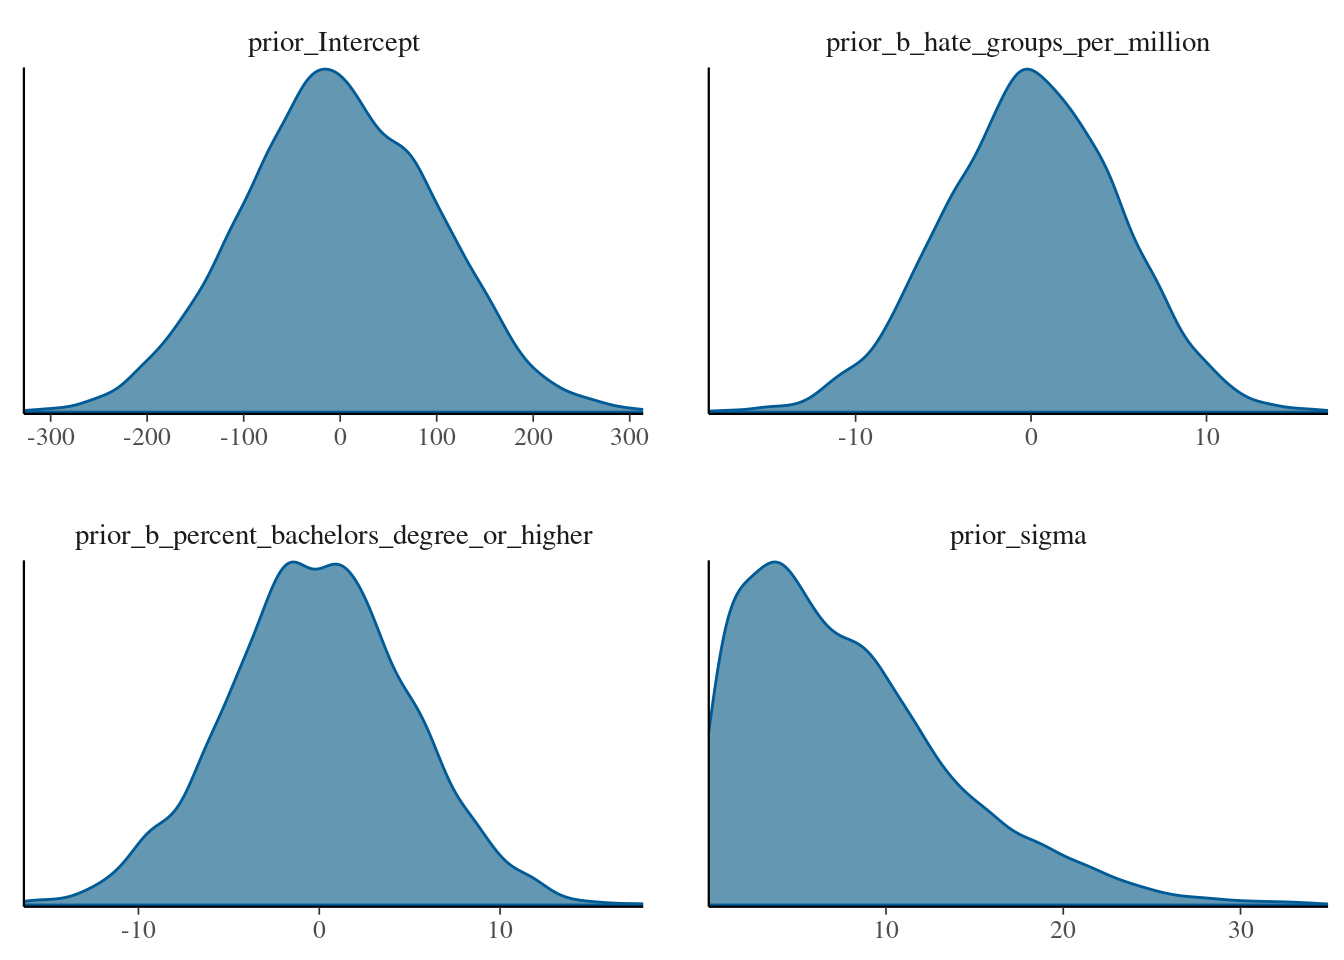 prior_Intercept
prior_b_hate_groups_per_million
-300 -200 -100 0 100 200 300
-10 0 10
prior_b_percent_bachelors_degree_or_higher
prior_sigma
-10 0 10
10 20 30